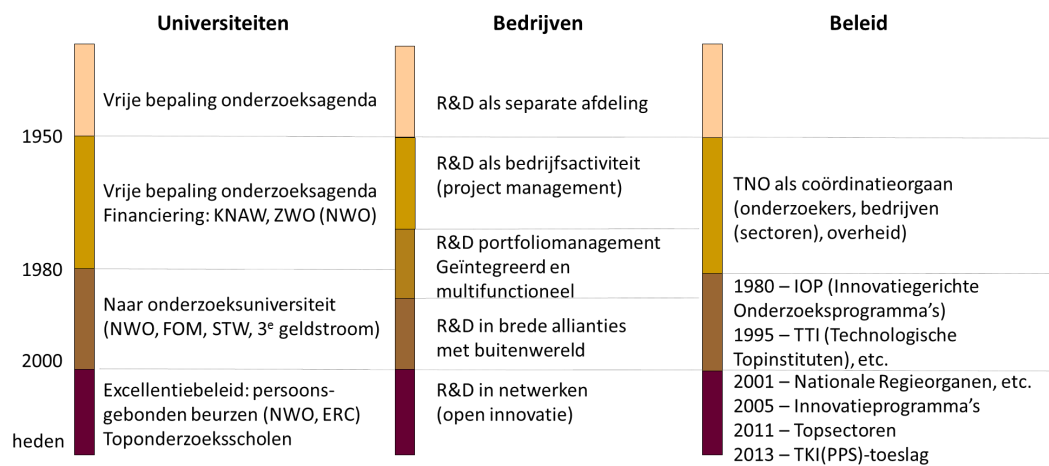 Universiteiten
Bedrijven
Beleid
Vrije bepaling onderzoeksagenda
R&D als separate afdeling
1950
Vrije bepaling onderzoeksagenda
Financiering: KNAW, ZWO (NWO)
R&D als bedrijfsactiviteit
(project management)
R&D portfoliomanagement
Geïntegreerd en
multifunctioneel
TNO als coördinatieorgaan
(onderzoekers, bedrijven
(sectoren), overheid)
1980
Naar onderzoeksuniversiteit
(NWO, FOM, STW, 3e geldstroom)
R&D in brede allianties
met buitenwereld
1980 – IOP (Innovatiegerichte
Onderzoeksprogramma’s)
1995 – TTI (Technologische
Topinstituten), etc.
2000
Excellentiebeleid: persoons-
gebonden beurzen (NWO, ERC)
Toponderzoeksscholen
R&D in netwerken
(open innovatie)
2001 – Nationale Regieorganen, etc.
2005 – Innovatieprogramma’s
2011 – Topsectoren
2013 – TKI(PPS)-toeslag
heden